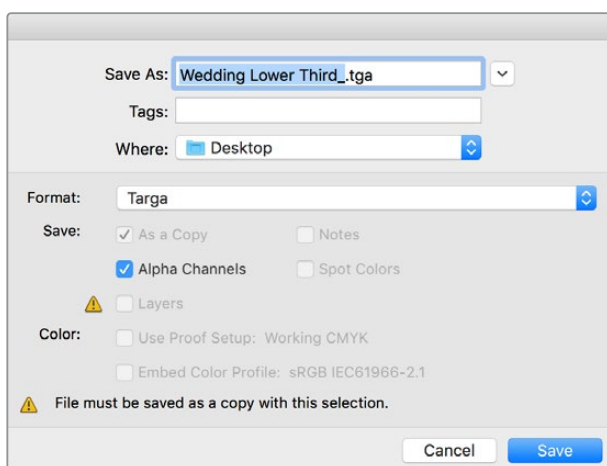 Save As: Wedding Lower Third_.tga
Tags:
Where: Desktop
Format: Targa
Save: As a Copy Notes
Alpha Channels Spot Colors
Layers
Color: Use Proof Setup: Working CMYK
Embed Color Profile: sRGB IEC61966-2.1
File must be saved as a copy with this selection.
Cancel Save